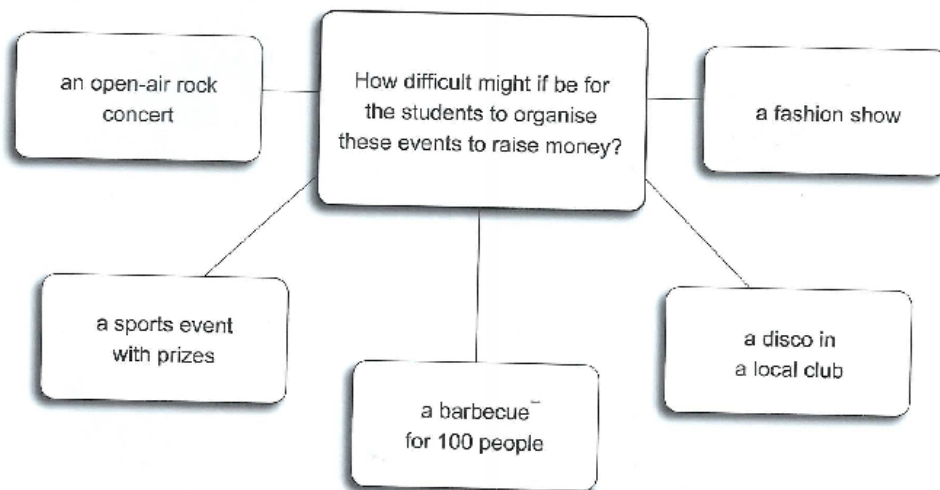 How difficult might if be for
the students to organise
these events to raise money?
an open-air rock
concert
a fashion show
a sports event
with prizes
a barbecue
for 100 people
a disco in
a local club